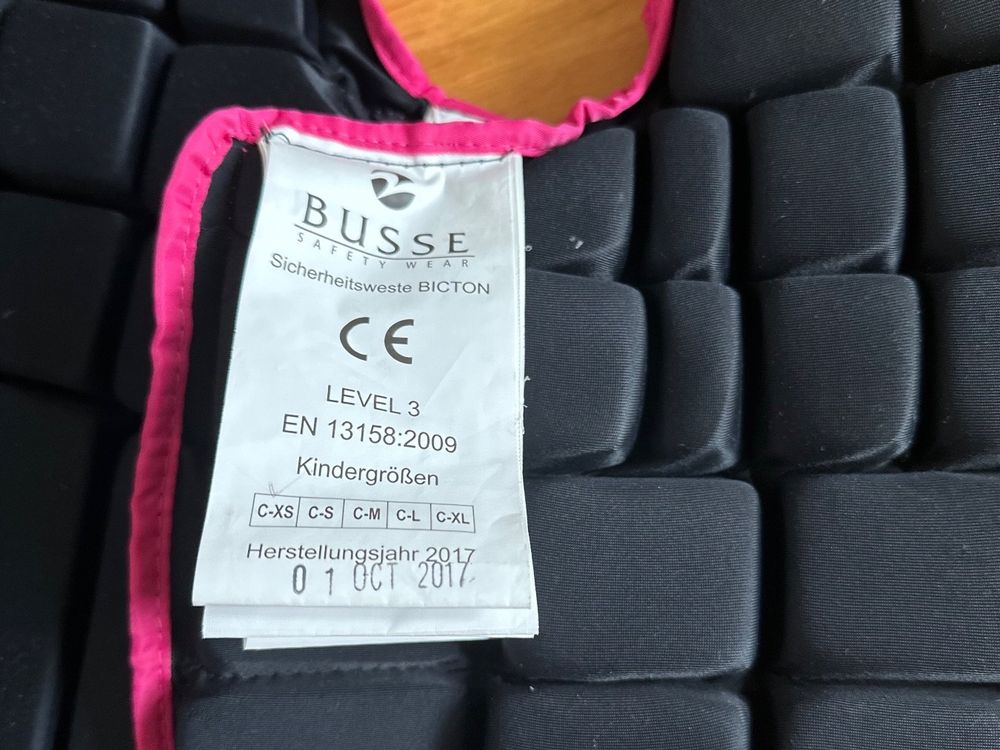 BUSSE
SAFETY WEAR
Sicherheitsweste BICTON
CE
LEVEL 3
EN 13158:2009
Kindergrößen
C-XS C-S C-M C-L C-XL
Herstellungsjahr 2017
01 OCT 2017